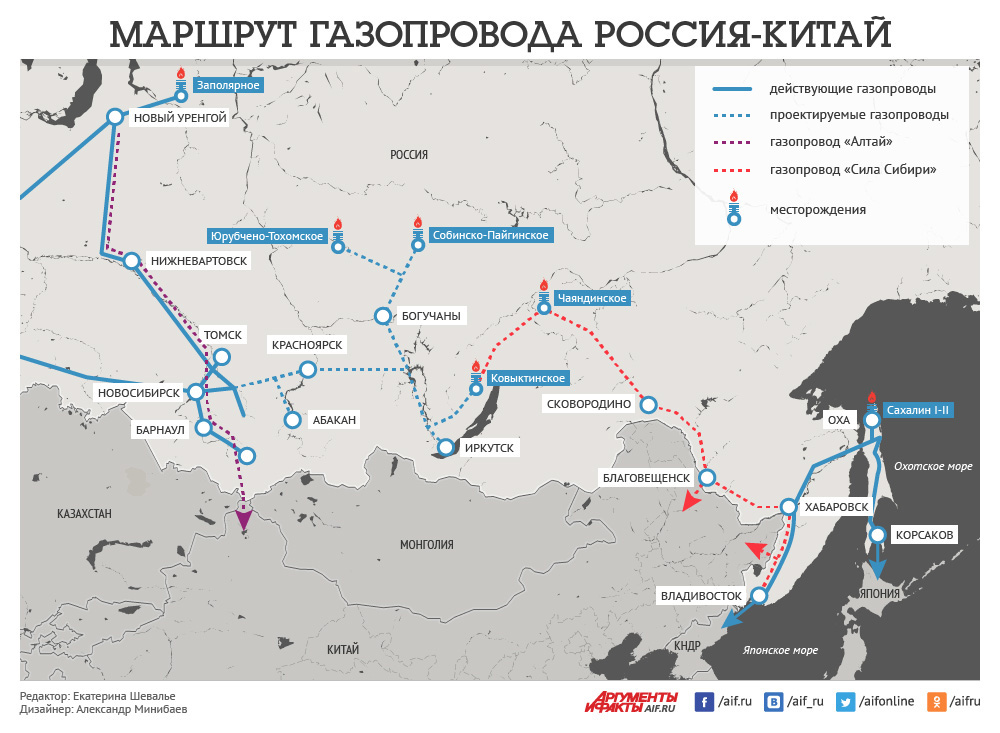 МАРШРУТ ГАЗОПРОВОДА РОССИЯ-КИТАЙ
Заполярное
НОВЫЙ УРЕНГОЙ
действующие газопроводы
проектируемые газопроводы
газопровод «Алтай»
газопровод «Сила Сибири»
месторождения
РОССИЯ
Юрубчено-Тохомское
Собинско-Пайгинское
НИЖНЕВАРТОВСК
Чаяндинское
БОГУЧАНЫ
ТОМСК
КРАСНОЯРСК
Ковыктинское
НОВОСИБИРСК
СКОВОРОДИНО
Сахалин I-II
ОХА
АБАКАН
БАРНАУЛ
ИРКУТСК
Охотское море
БЛАГОВЕЩЕНСК
КАЗАХСТАН
ХАБАРОВСК
МОНГОЛИЯ
КОРСАКОВ
ВЛАДИВОСТОК
ЯПОНИЯ
КИТАЙ
КНДР
Японское море
Редактор: Екатерина Шевалье
Дизайнер: Александр Минибаев
АРГУМЕНТЫ
И ФАКТЫ AIF.RU
/aif.ru
/aif_ru
/aifonline
/aifru